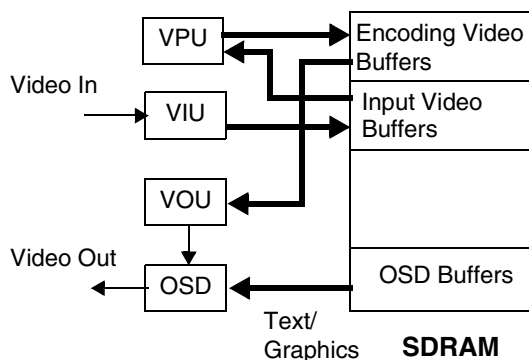 VPU
Encoding Video
Buffers
Video In
Input Video
Buffers
VIU
VOU
Video Out
OSD
OSD Buffers
Text/
Graphics
SDRAM